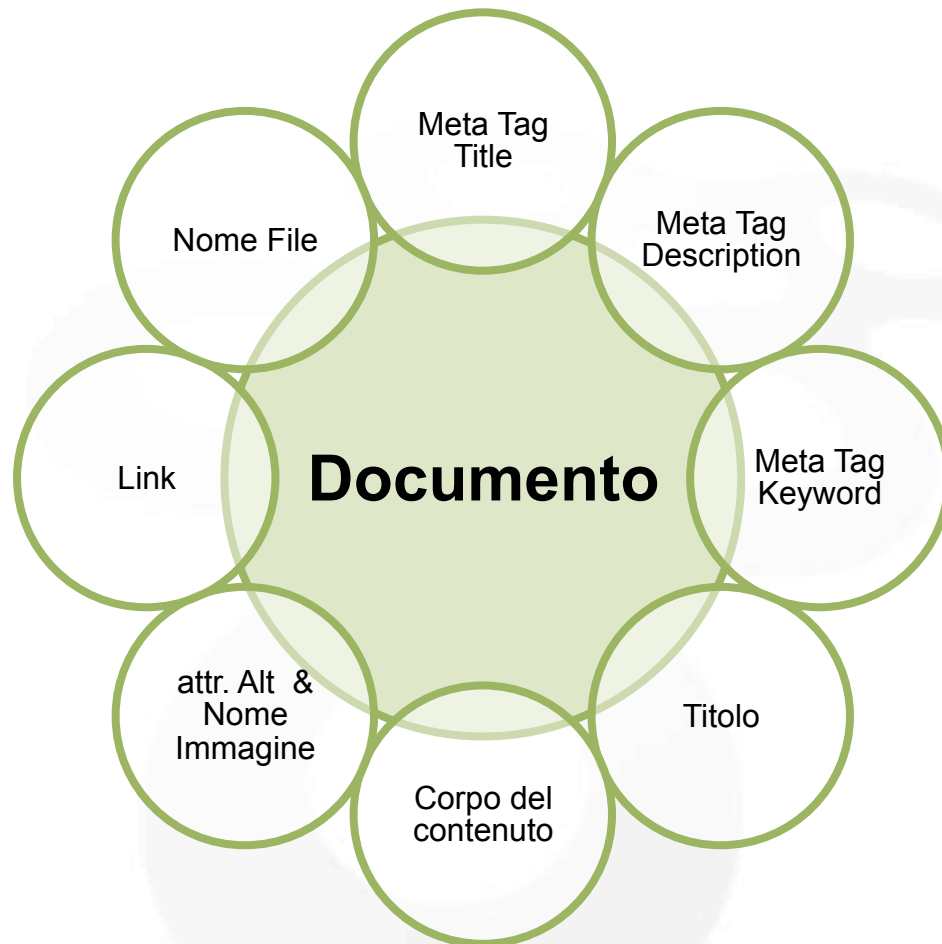 Meta Tag
Title
Meta Tag
Description
Meta Tag
Keyword
Titolo
Corpo del
contenuto
attr. Alt &
Nome
Immagine
Link
Nome File
Documento